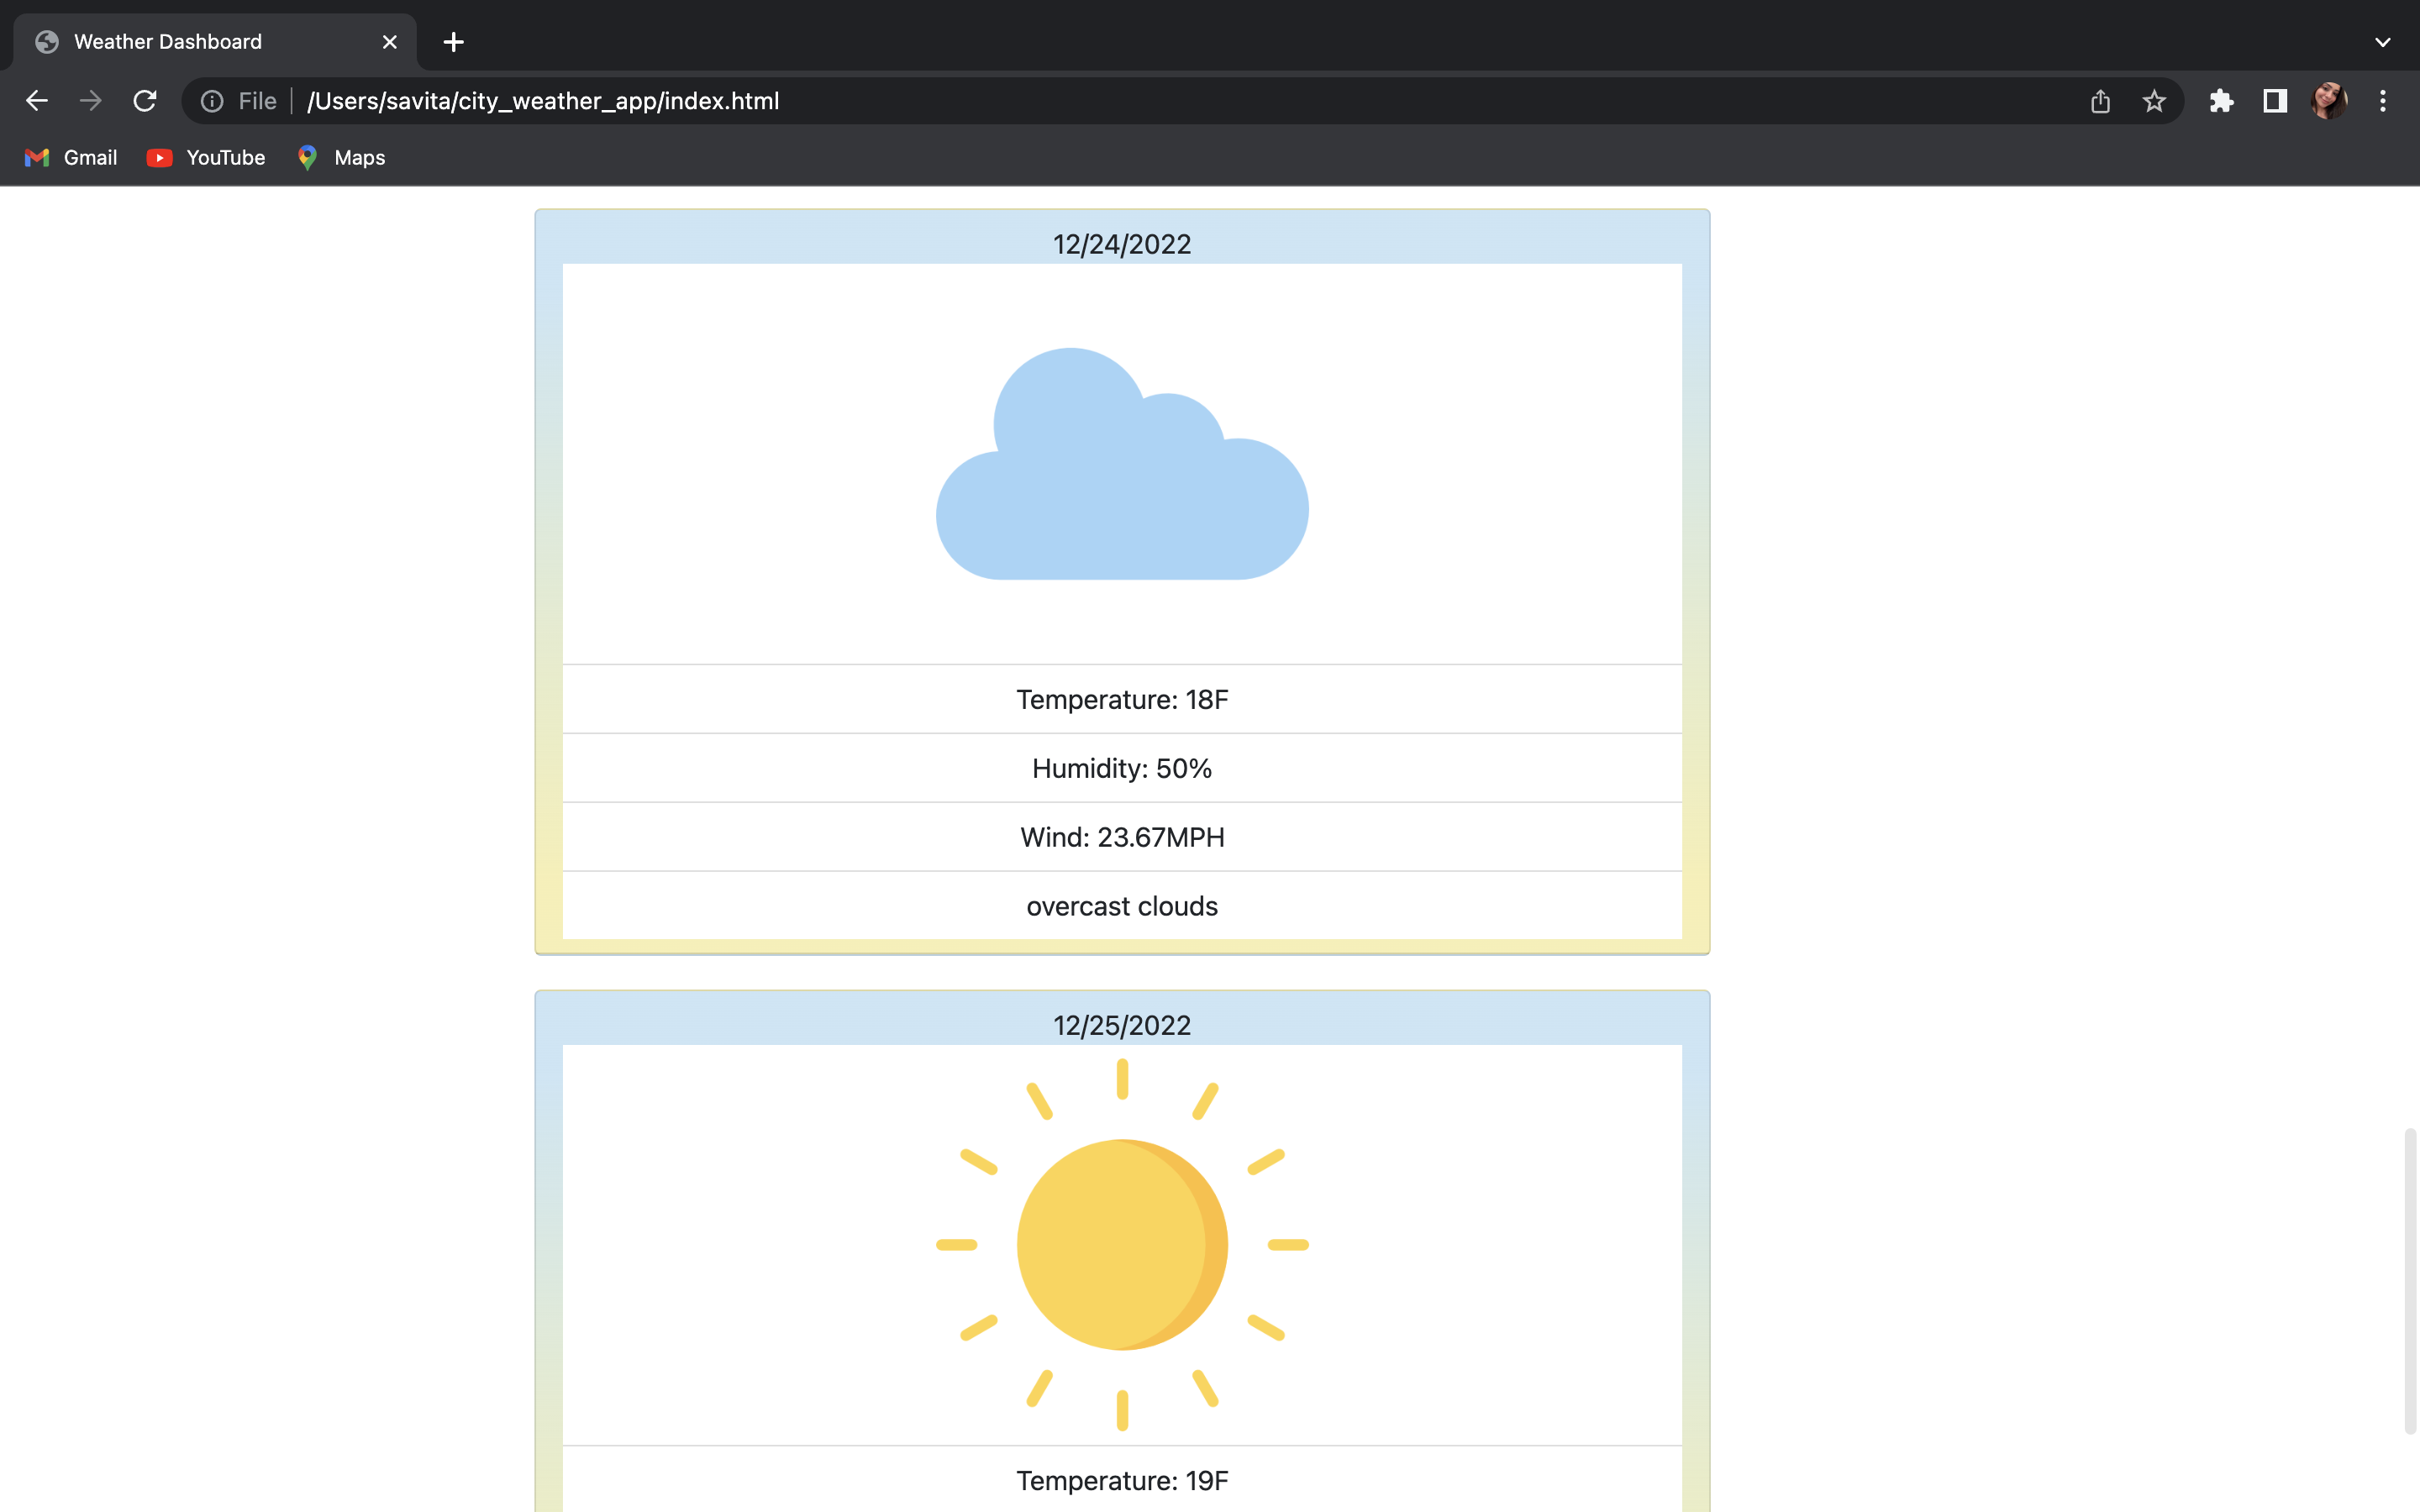 Weather Dashboard
File /Users/savita/city_weather_app/index.html
Gmail YouTube Maps
12/24/2022
Temperature: 18F
Humidity: 50%
Wind: 23.67MPH
overcast clouds
12/25/2022
Temperature: 19F